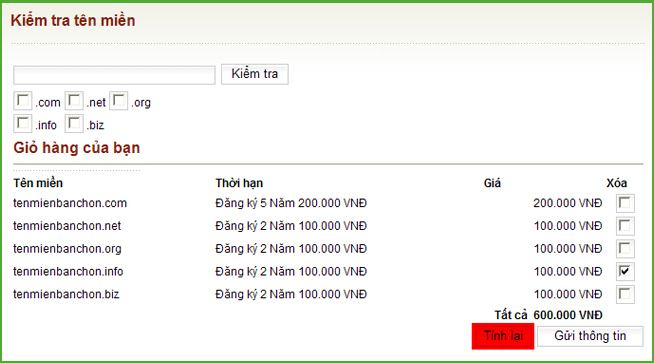 Kiểm tra tên miền
Kiểm tra
.com .net .org
.info .biz
Giỏ hàng của bạn
Tên miền Thời hạn Giá Xóa
tenmienbanchon.com Đăng ký 5 Năm 200.000 VNĐ 200.000 VNĐ
tenmienbanchon.net Đăng ký 2 Năm 100.000 VNĐ 100.000 VNĐ
tenmienbanchon.org Đăng ký 2 Năm 100.000 VNĐ 100.000 VNĐ
tenmienbanchon.info Đăng ký 2 Năm 100.000 VNĐ 100.000 VNĐ
tenmienbanchon.biz Đăng ký 2 Năm 100.000 VNĐ 100.000 VNĐ
Tất cả 600.000 VNĐ
Tính lại Gửi thông tin